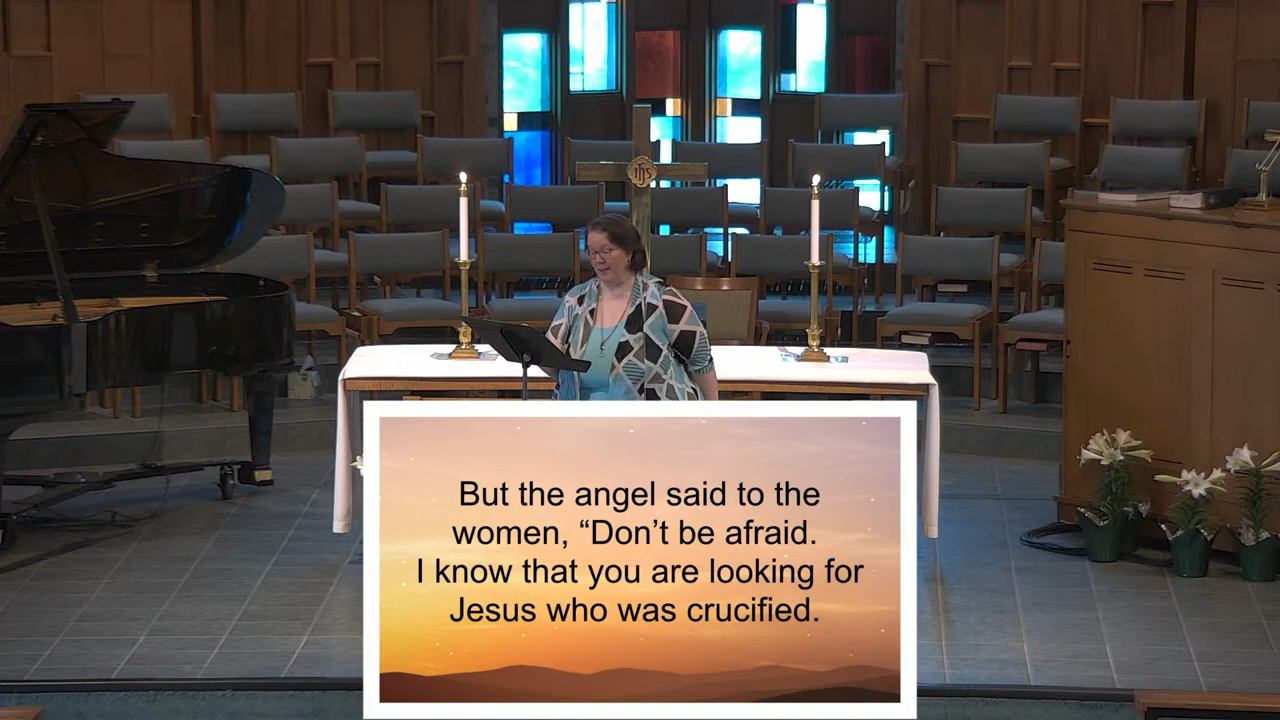 IHS
But the angel said to the
women, “Don’t be afraid.
I know that you are looking for
Jesus who was crucified.